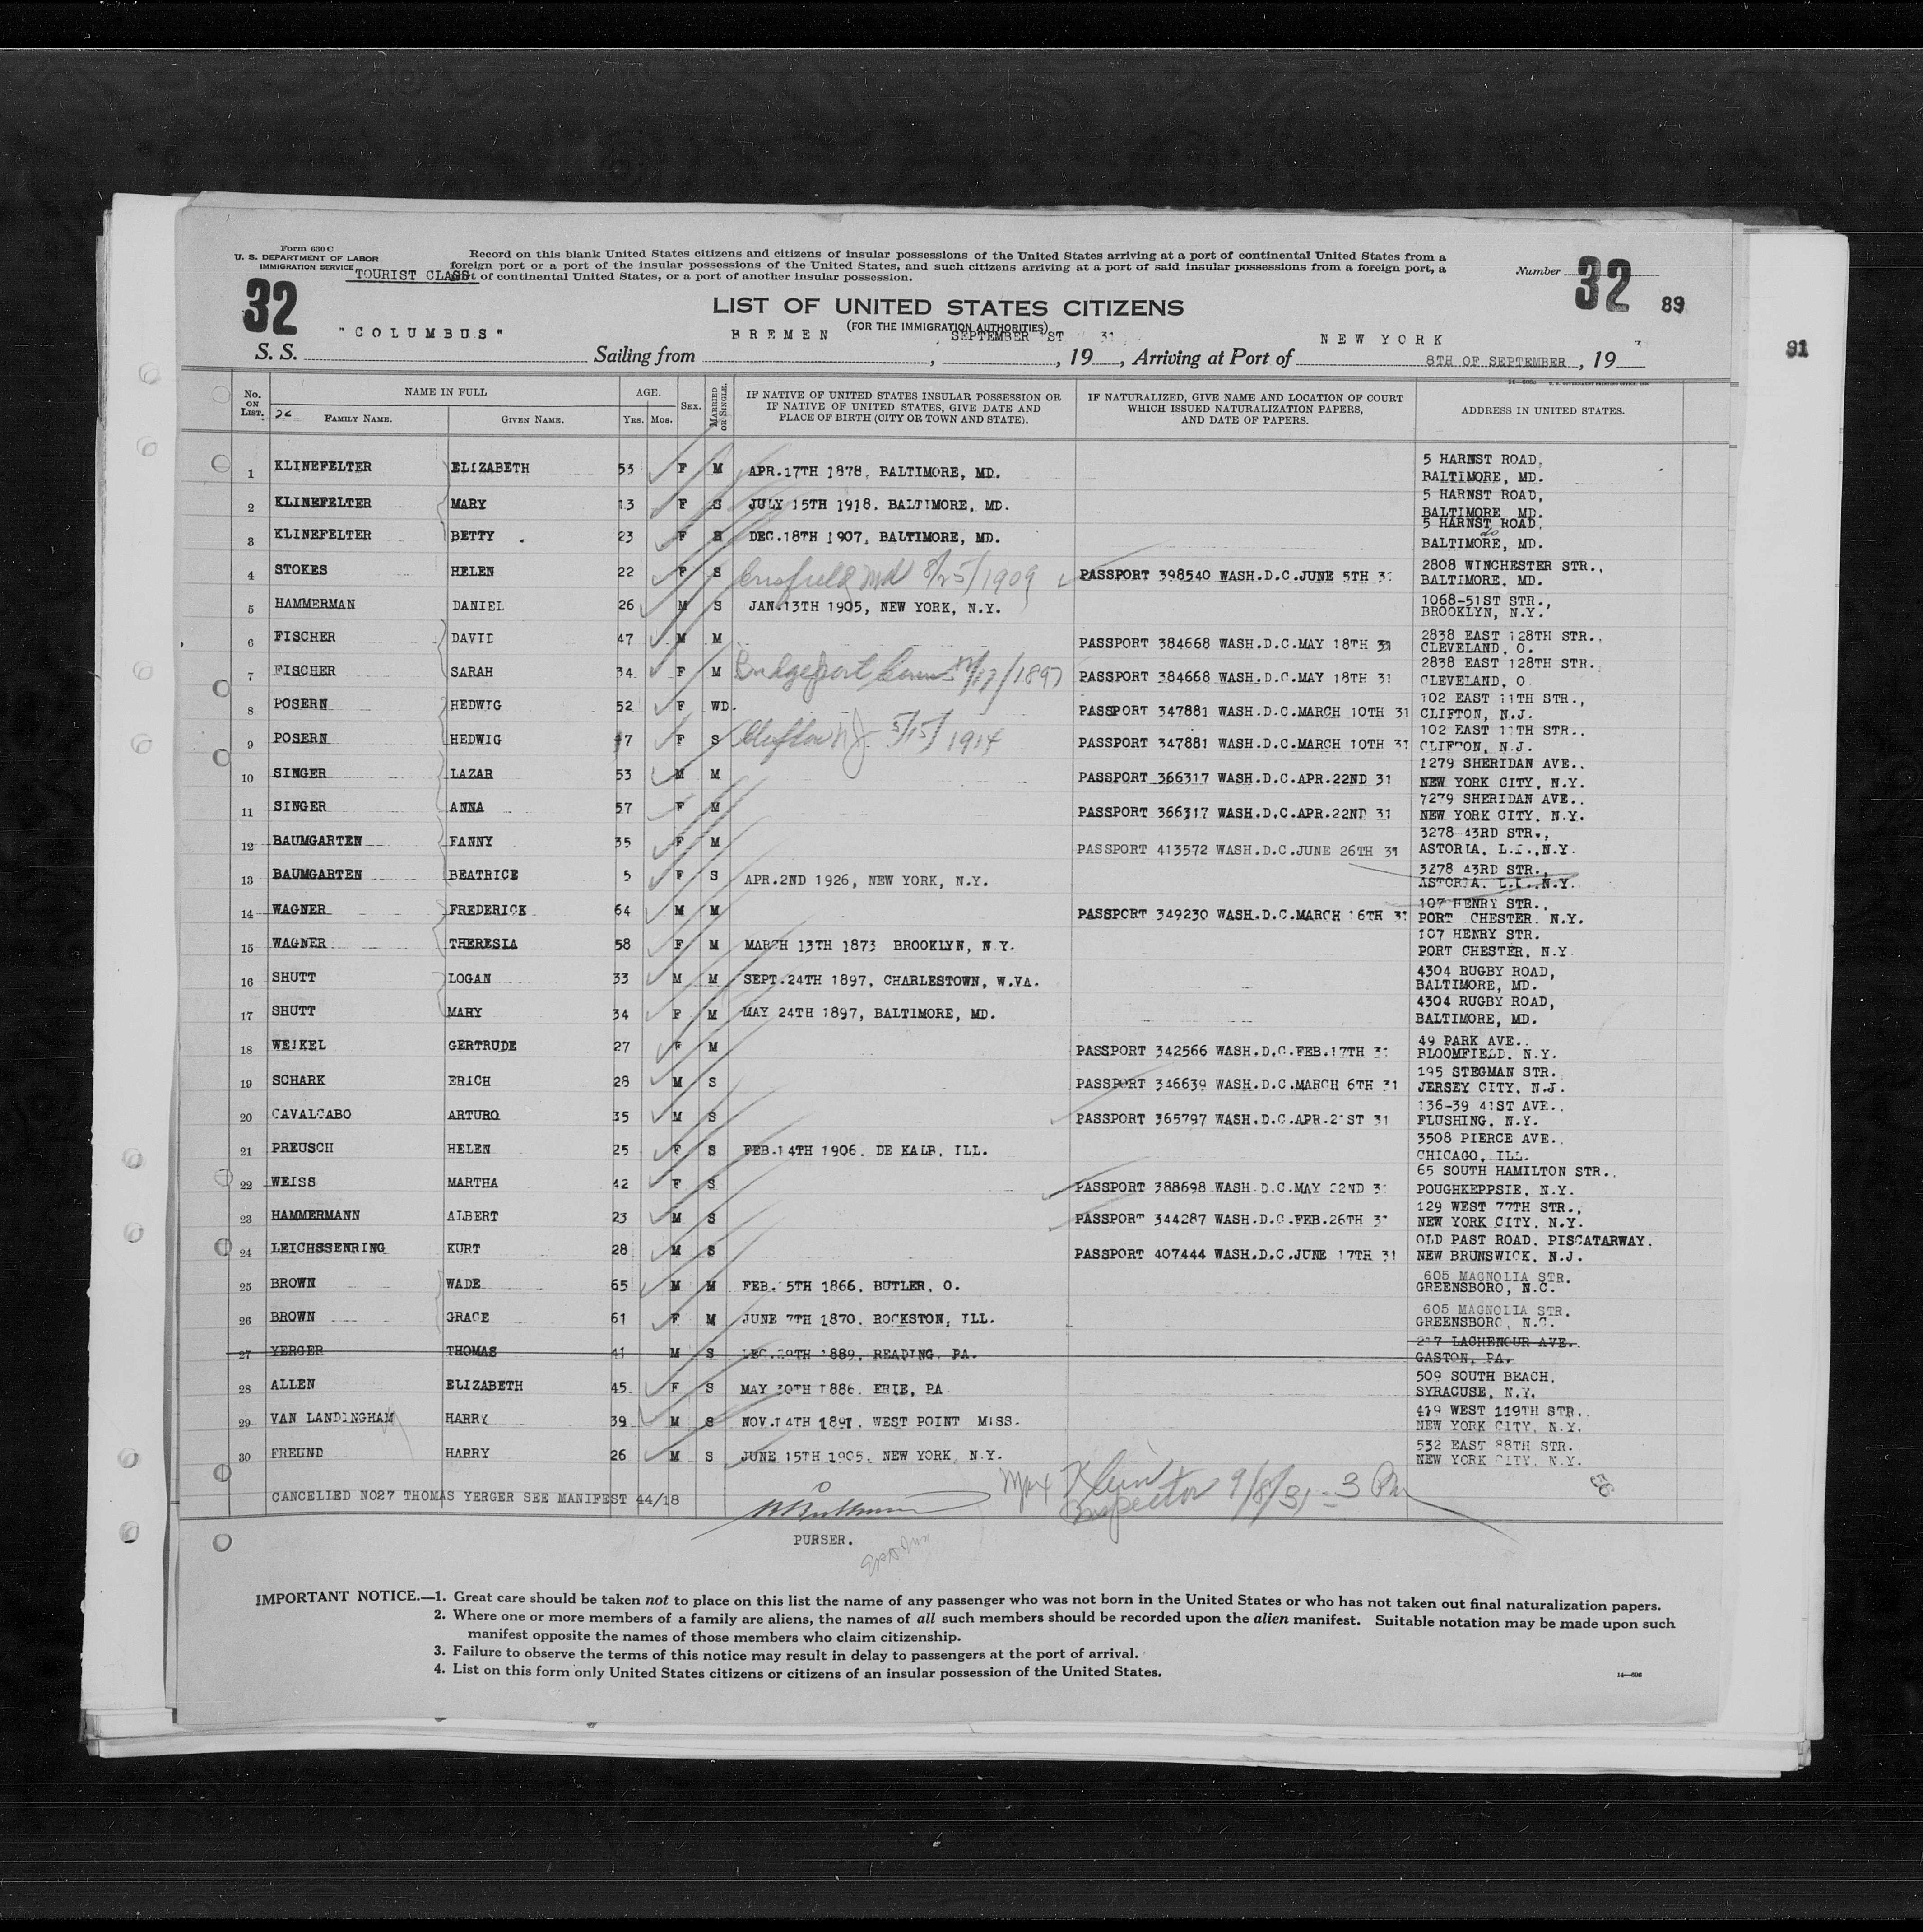 Form 630 C
U. S. DEPARTMENT OF LABOR
IMMIGRATION SERVICE
TOURIST CLASS
Record on this blank United States citizens and citizens of insular possessions of the United States arriving at a port of continental United States from a
foreign port or a port of the insular possessions of the United States, and such citizens arriving at a port of said insular possessions from a foreign port, a
port of continental United States, or a port of another insular possession.
Number 32 89
32
LIST OF UNITED STATES CITIZENS
(FOR THE IMMIGRATION AUTHORITIES)
S. S. "COLUMBUS" Sailing from BREMEN, SEPTEMBER ST, 19 31, Arriving at Port of NEW YORK 8TH OF SEPTEMBER, 19 3
91
No. ON LIST. NAME IN FULL FAMILY NAME. GIVEN NAME. AGE. YRS. MOS. SEX. MARRIED OR SINGLE. IF NATIVE OF UNITED STATES INSULAR POSSESSION OR IF NATIVE OF UNITED STATES, GIVE DATE AND PLACE OF BIRTH (CITY OR TOWN AND STATE). IF NATURALIZED, GIVE NAME AND LOCATION OF COURT WHICH ISSUED NATURALIZATION PAPERS, AND DATE OF PAPERS. ADDRESS IN UNITED STATES.
1 KLINEFELTER ELIZABETH 53 F M APR.17TH 1878, BALTIMORE, MD. 5 HARNST ROAD, BALTIMORE, MD.
2 KLINEFELTER MARY 13 F S JULY 15TH 1918. BALTIMORE, MD. 5 HARNST ROAD, BALTIMORE MD.
3 KLINEFELTER BETTY . 23 F S DEC.18TH 1907, BALTIMORE, MD. 5 HARNST ROAD, do BALTIMORE, MD.
4 STOKES HELEN 22 F S Crisfield Md 8/25/1909 PASSPORT 398540 WASH.D.C.JUNE 5TH 31 2808 WINCHESTER STR., BALTIMORE, MD.
5 HAMMERMAN DANIEL 26 M S JAN.13TH 1905, NEW YORK, N.Y. 1068-51ST STR., BROOKLYN, N.Y.
6 FISCHER DAVID 47 M M PASSPORT 384668 WASH.D.C.MAY 18TH 31 2838 EAST 128TH STR., CLEVELAND, O.
7 FISCHER SARAH 34 F M Bridgeport Conn /17/1897 PASSPORT 384668 WASH.D.C.MAY 18TH 31 2838 EAST 128TH STR. CLEVELAND, O
8 POSERN HEDWIG 52 F WD. PASSPORT 347881 WASH.D.C.MARCH 10TH 31 102 EAST 11TH STR., CLIFTON, N.J.
9 POSERN HEDWIG 17 F S Clifton NJ. 5/15/1914 PASSPORT 347881 WASH.D.C.MARCH 10TH 31 102 EAST 11TH STR.. CLIFTON, N.J.
10 SINGER LAZAR 53 M M PASSPORT 366317 WASH.D.C.APR.22ND 31 1279 SHERIDAN AVE., NEW YORK CITY, N.Y.
11 SINGER ANNA 57 F M PASSPORT 366317 WASH.D.C.APR.22ND 31 7279 SHERIDAN AVE.. NEW YORK CITY, N.Y.
12 BAUMGARTEN FANNY 35 F M PASSPORT 413572 WASH.D.C.JUNE 26TH 31 3278 43RD STR., ASTORIA, L.I.,N.Y.
13 BAUMGARTEN BEATRICE 5 F S APR.2ND 1926, NEW YORK, N.Y. 3278 43RD STR., ASTORIA. L.I.,N.Y.
14 WAGNER FREDERICK 64 M M PASSPORT 349230 WASH.D.C.MARCH 16TH 31 107 HENRY STR., PORT CHESTER. N.Y.
15 WAGNER THERESIA 58 F M MARCH 13TH 1873 BROOKLYN, N.Y. 107 HENRY STR. PORT CHESTER, N.Y.
16 SHUTT LOGAN 33 M M SEPT.24TH 1897, CHARLESTOWN, W.VA. 4304 RUGBY ROAD, BALTIMORE, MD.
17 SHUTT MARY 34 F M MAY 24TH 1897, BALTIMORE, MD. 4304 RUGBY ROAD, BALTIMORE, MD.
18 WEIKEL GERTRUDE 27 F M PASSPORT 342566 WASH.D.C.FEB.17TH 31 49 PARK AVE.. BLOOMFIELD. N.Y.
19 SCHARK ERICH 28 M S PASSPORT 346639 WASH.D.C.MARCH 6TH 31 195 STEGMAN STR. JERSEY CITY, N.J.
20 CAVALCABO ARTURO 35 M S PASSPORT 365797 WASH.D.C.APR.21ST 31 136-39 41ST AVE.. FLUSHING, N.Y.
21 PREUSCH HELEN 25 F S FEB.14TH 1906. DE KALB, ILL. 3508 PIERCE AVE. CHICAGO, ILL.
22 WEISS MARTHA 42 F S PASSPORT 388698 WASH.D.C.MAY 22ND 31 65 SOUTH HAMILTON STR., POUGHKEPPSIE, N.Y.
23 HAMMERMANN ALBERT 23 M S PASSPORT 344287 WASH.D.C.FEB.26TH 31 129 WEST 77TH STR., NEW YORK CITY, N.Y.
24 LEICHSSENRING KURT 28 M S PASSPORT 407444 WASH.D.C.JUNE 17TH 31 OLD PAST ROAD. PISCATARWAY. NEW BRUNSWICK, N.J.
25 BROWN WADE 65 M M FEB. 5TH 1866, BUTLER, O. 605 MAGNOLIA STR. GREENSBORO, N.C.
26 BROWN GRACE 61 F M JUNE 7TH 1870. ROCKSTON, ILL. 605 MAGNOLIA STR. GREENSBORO, N.C.
27 YERGER THOMAS 41 M S DEC.29TH 1889, READING, PA. 217 LACHENOUR AVE. GASTON, PA.
28 ALLEN ELIZABETH 45 F S MAY 30TH 1886. ERIE, PA 509 SOUTH BEACH, SYRACUSE, N.Y.
29 VAN LANDINGHAM HARRY 39 M S NOV.14TH 1891. WEST POINT MISS. 419 WEST 119TH STR. NEW YORK CITY, N.Y.
30 FREUND HARRY 26 M S JUNE 15TH 1905, NEW YORK, N.Y. 532 EAST 88TH STR. NEW YORK CITY, N.Y.
CANCELLED NO27 THOMAS YERGER SEE MANIFEST 44/18
Max Klein
Inspector 9/8/31 - 3 Pm
PURSER.
IMPORTANT NOTICE.—1. Great care should be taken not to place on this list the name of any passenger who was not born in the United States or who has not taken out final naturalization papers.
2. Where one or more members of a family are aliens, the names of all such members should be recorded upon the alien manifest. Suitable notation may be made upon such
manifest opposite the names of those members who claim citizenship.
3. Failure to observe the terms of this notice may result in delay to passengers at the port of arrival.
4. List on this form only United States citizens or citizens of an insular possession of the United States.